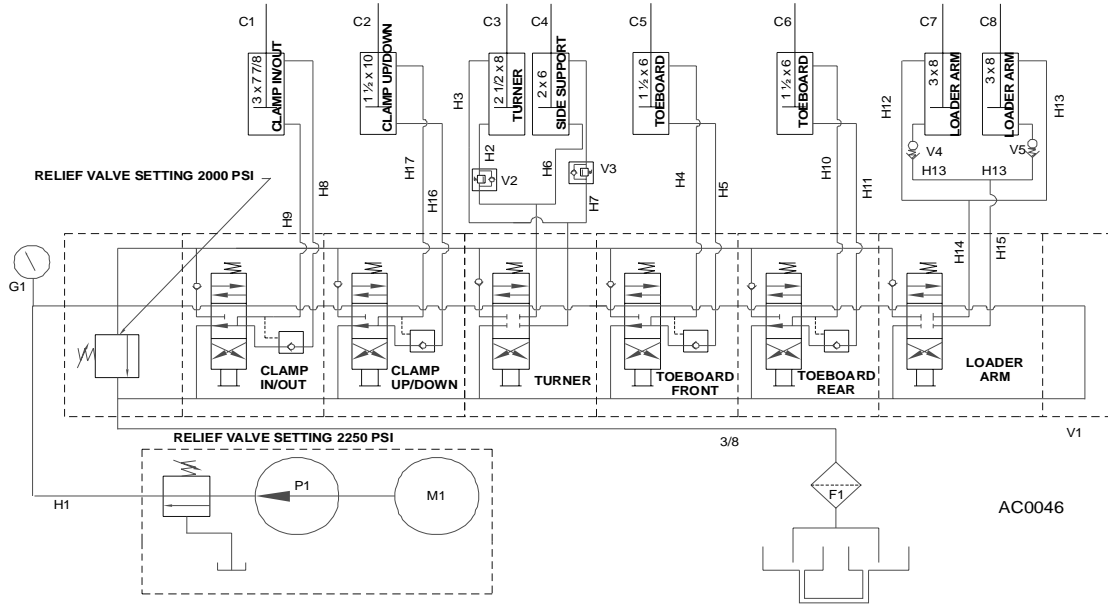 C1
C2
C3
C4
C5
C6
C7
C8
3 x 7 7/8
CLAMP IN/OUT
1 ½ x 10
CLAMP UP/DOWN
2 1/2 x 8
TURNER
2 x 6
SIDE SUPPORT
1 ½ x 6
TOEBOARD
1 ½ x 6
TOEBOARD
3 x 8
LOADER ARM
3 x 8
LOADER ARM
H3
H12
H13
V4
V5
H2
H6
V2
V3
H7
H13
H13
H9
H8
H17
H16
H4
H5
H10
H11
H14
H15
RELIEF VALVE SETTING 2000 PSI
G1
CLAMP
IN/OUT
CLAMP
UP/DOWN
TURNER
TOEBOARD
FRONT
TOEBOARD
REAR
LOADER
ARM
V1
RELIEF VALVE SETTING 2250 PSI
3/8
H1
P1
M1
F1
AC0046